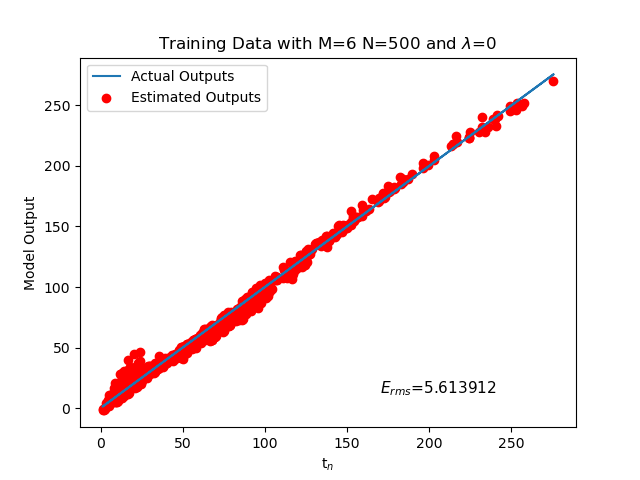 Training Data with M=6 N=500 and λ=0
Actual Outputs
Estimated Outputs
Model Output
250
200
150
100
50
0
E_rms=5.613912
0 50 100 150 200 250
t_n